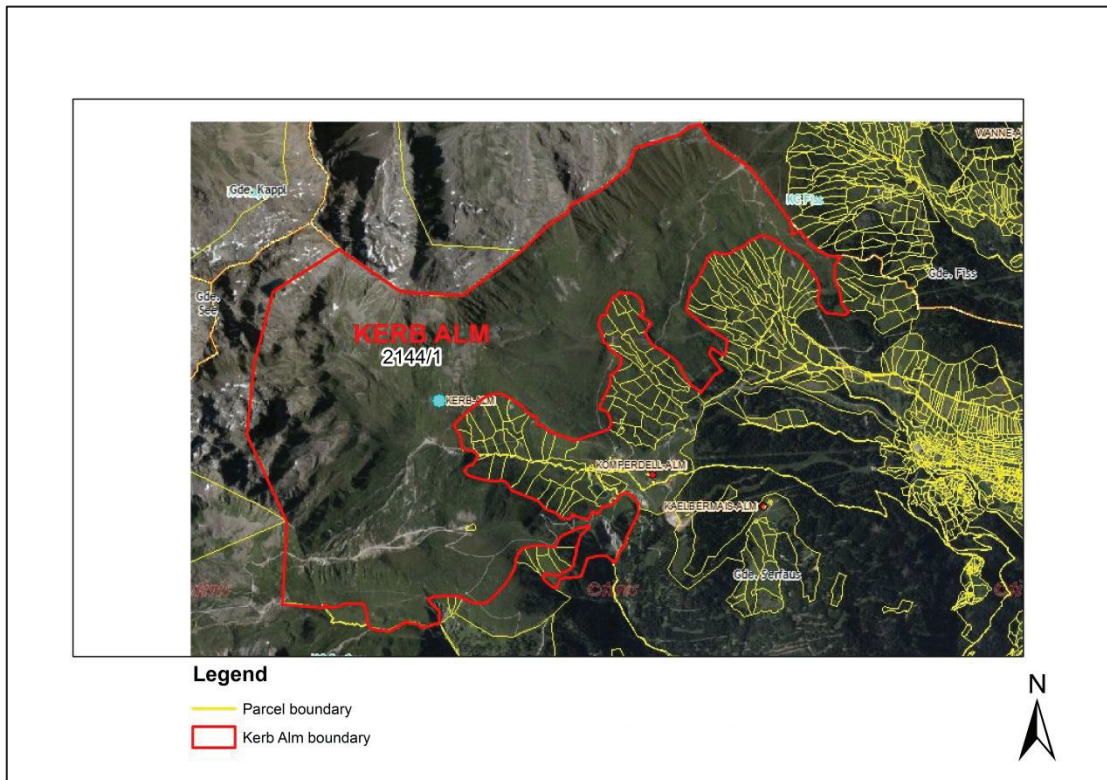 WANNE-A
Gde. Kappl
KG Fiss
Gde. Fiss
Gde.
See
KERB ALM
2144/1
KERB-ALM
KOMPERDELL-ALM
KAELBERMAIS-ALM
Gde. Serfaus
Legend
Parcel boundary
Kerb Alm boundary
N